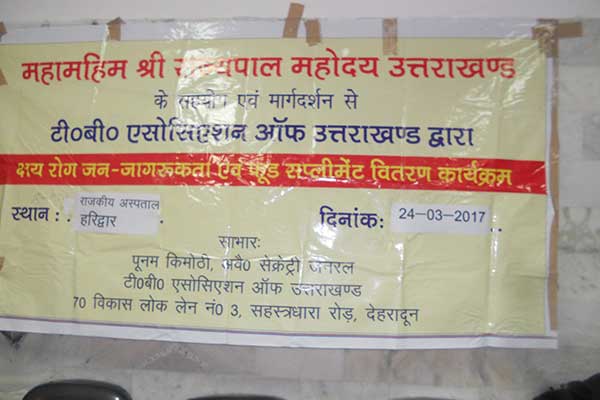 महामहिम श्री राज्यपाल महोदय उत्तराखण्ड
के सहयोग एवं मार्गदर्शन से
टी०बी० एसोसिएशन ऑफ उत्तराखण्ड द्वारा
क्षय रोग जन-जागरुकता एवं फूड सप्लीमेंट वितरण कार्यक्रम
स्थान : . राजकीय अस्पताल हरिद्वार दिनांक: 24-03-2017 ..
साभारः
पूनम किमोठी, अवै० सेक्रेट्री जनरल
टी०बी० एसोसिएशन ऑफ उत्तराखण्ड
70 विकास लोक लेन नं0 3, सहस्त्रधारा रोड़, देहरादून